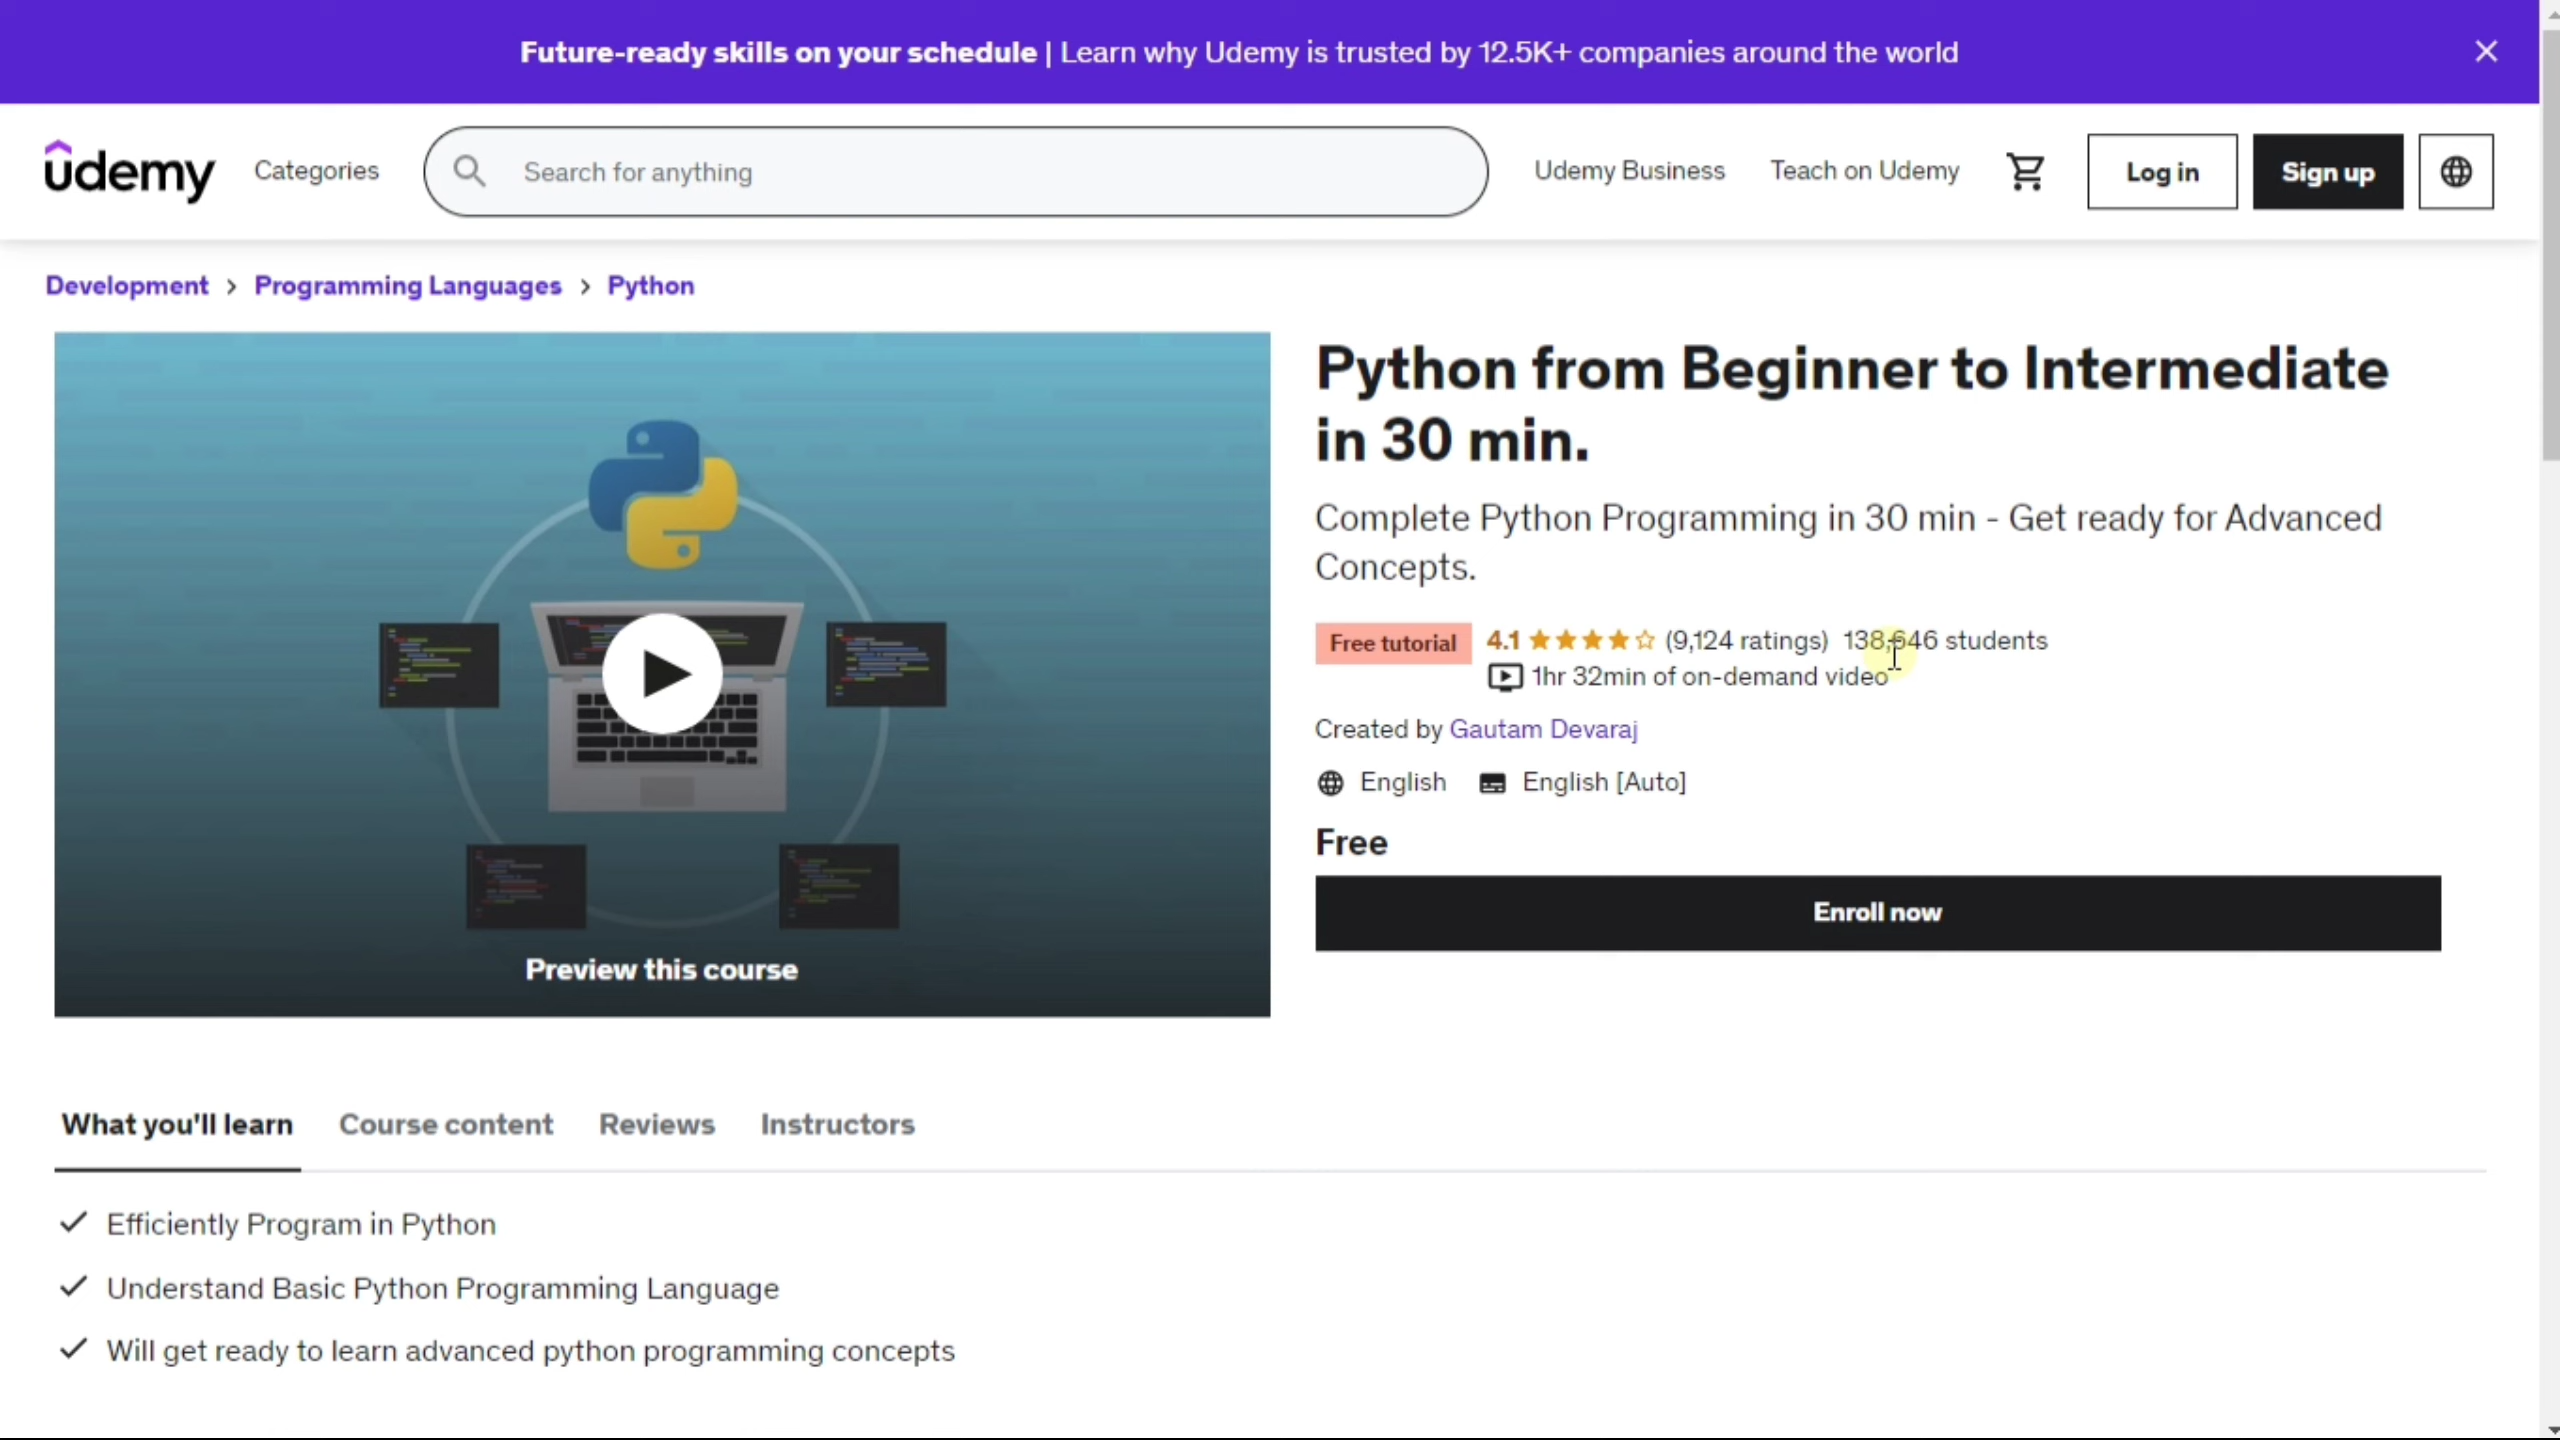 Future-ready skills on your schedule | Learn why Udemy is trusted by 12.5K+ companies around the world
udemy
Categories
Search for anything
Udemy Business
Teach on Udemy
Log in
Sign up
Development > Programming Languages > Python
Preview this course
Python from Beginner to Intermediate
in 30 min.
Complete Python Programming in 30 min - Get ready for Advanced
Concepts.
Free tutorial 4.1 (9,124 ratings) 138,646 students
1hr 32min of on-demand video
Created by Gautam Devaraj
English English [Auto]
Free
Enroll now
What you'll learn Course content Reviews Instructors
Efficiently Program in Python
Understand Basic Python Programming Language
Will get ready to learn advanced python programming concepts